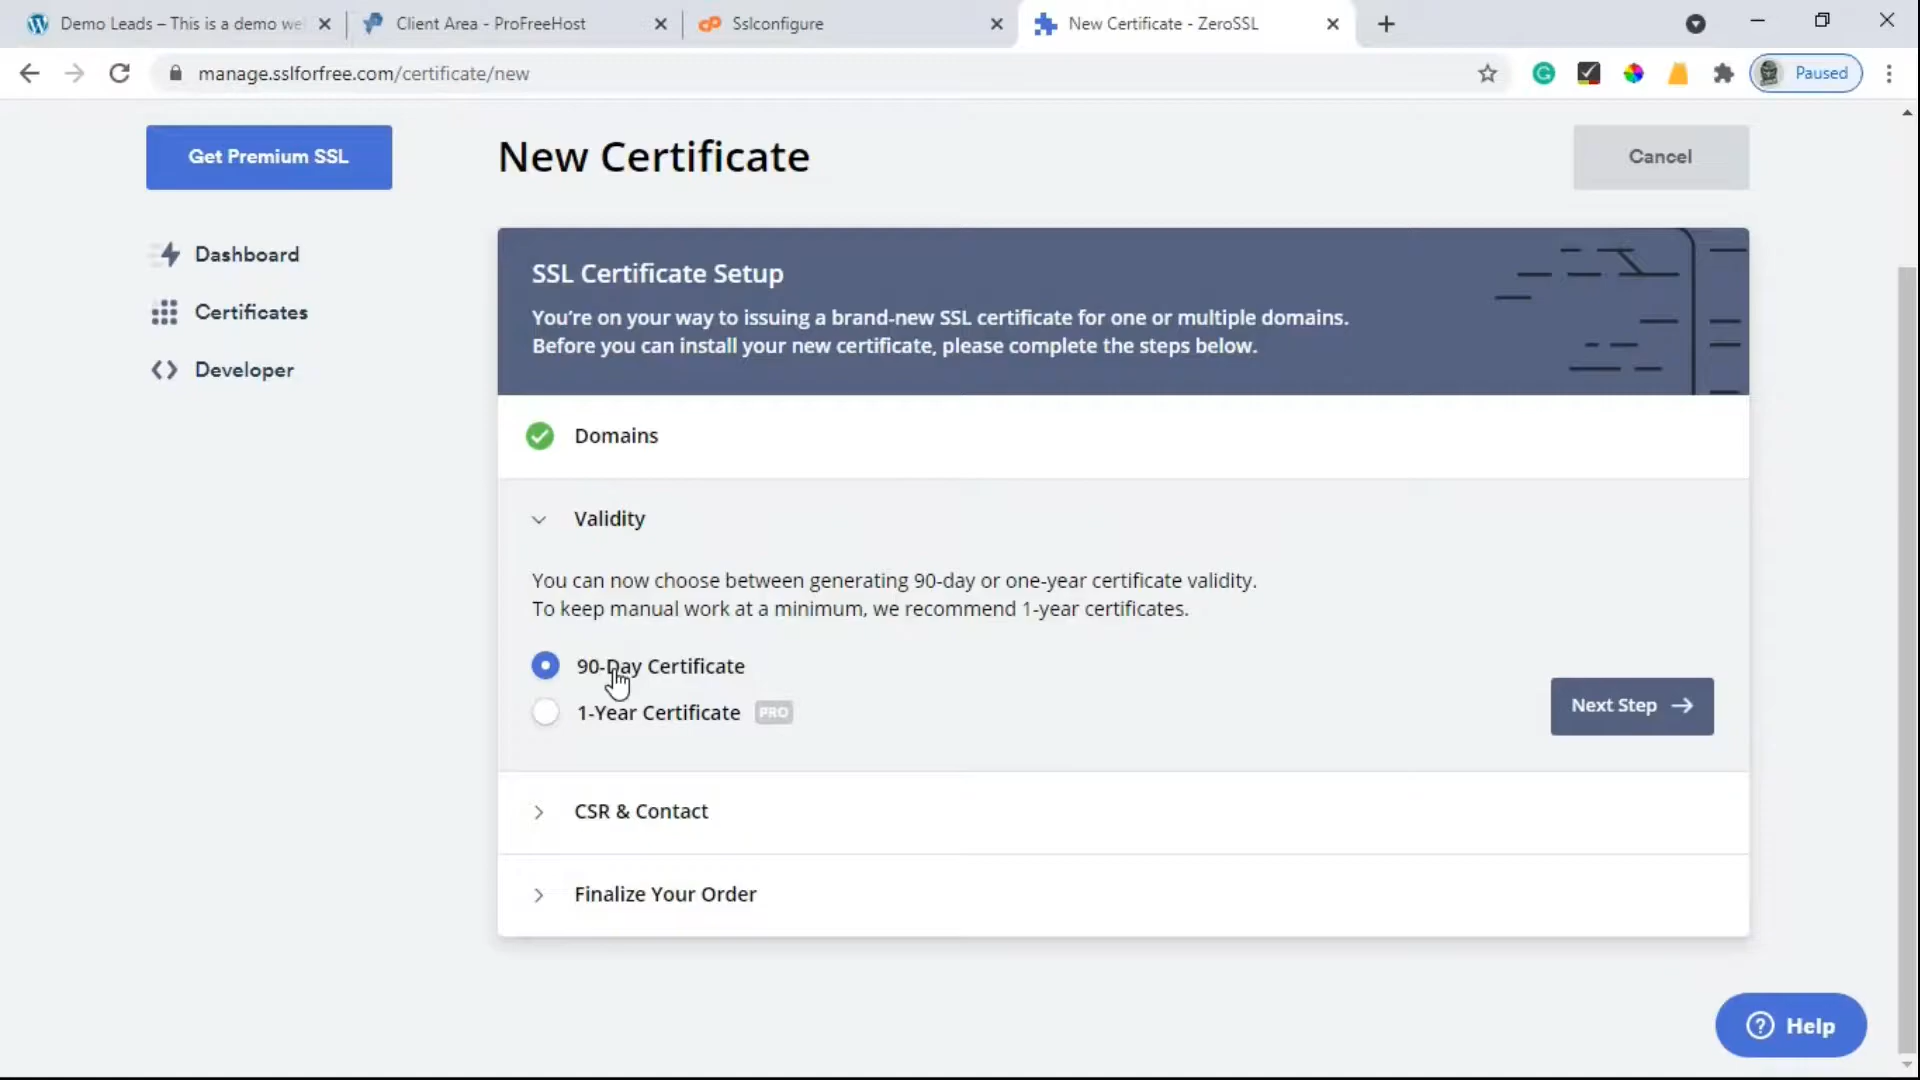 Demo Leads – This is a demo we
Client Area - ProFreeHost
Sslconfigure
New Certificate - ZeroSSL
manage.sslforfree.com/certificate/new
Paused
Get Premium SSL
New Certificate
Cancel
Dashboard
Certificates
Developer
SSL Certificate Setup
You’re on your way to issuing a brand-new SSL certificate for one or multiple domains.
Before you can install your new certificate, please complete the steps below.
Domains
Validity
You can now choose between generating 90-day or one-year certificate validity.
To keep manual work at a minimum, we recommend 1-year certificates.
90-Day Certificate
1-Year Certificate PRO
Next Step →
CSR & Contact
Finalize Your Order
Help